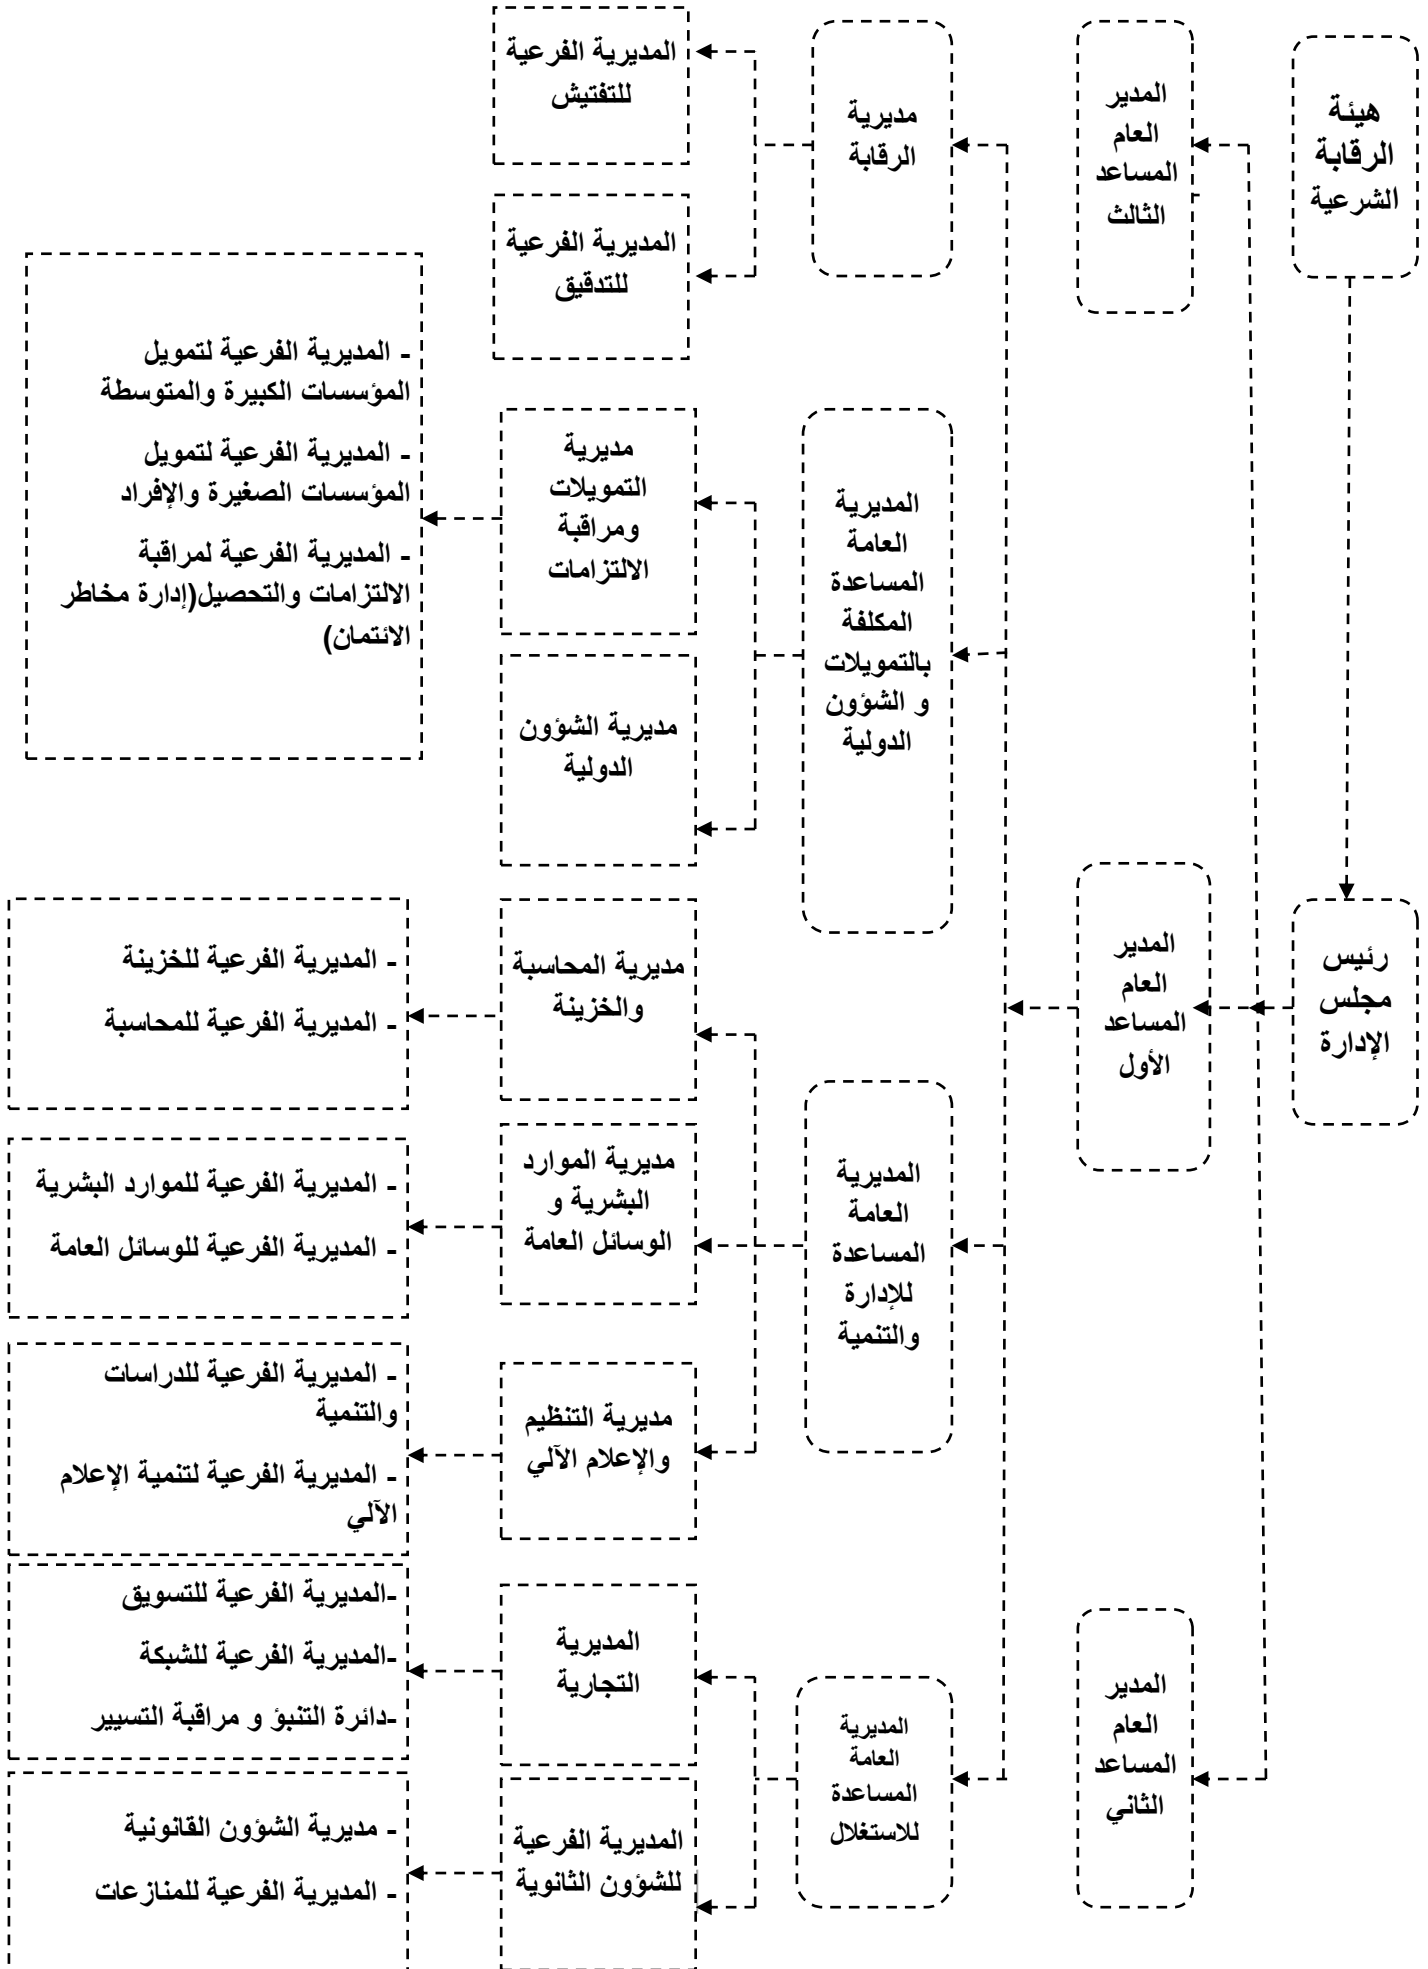 هيئة
الرقابة
الشرعية
رئيس
مجلس
الإدارة
المدير
العام
المساعد
الثالث
المدير
العام
المساعد
الأول
المدير
العام
المساعد
الثاني
مديرية
الرقابة
المديرية
العامة
المساعدة
المكلفة
بالتمويلات
و الشؤون
الدولية
المديرية
العامة
المساعدة
للإدارة
والتنمية
المديرية
العامة
المساعدة
للاستغلال
المديرية الفرعية
للتفتيش
المديرية الفرعية
للتدقيق
مديرية
التمويلات
ومراقبة
الالتزامات
مديرية الشؤون
الدولية
مديرية المحاسبة
والخزينة
مديرية الموارد
البشرية و
الوسائل العامة
مديرية التنظيم
والإعلام الآلي
المديرية
التجارية
المديرية الفرعية
للشؤون الثانوية
- المديرية الفرعية لتمويل
المؤسسات الكبيرة والمتوسطة
- المديرية الفرعية لتمويل
المؤسسات الصغيرة والإفراد
- المديرية الفرعية لمراقبة
الالتزامات والتحصيل(إدارة مخاطر
الائتمان)
- المديرية الفرعية للخزينة
- المديرية الفرعية للمحاسبة
- المديرية الفرعية للموارد البشرية
- المديرية الفرعية للوسائل العامة
- المديرية الفرعية للدراسات
والتنمية
- المديرية الفرعية لتنمية الإعلام
الآلي
-المديرية الفرعية للتسويق
-المديرية الفرعية للشبكة
-دائرة التنبؤ و مراقبة التسيير
- مديرية الشؤون القانونية
- المديرية الفرعية للمنازعات